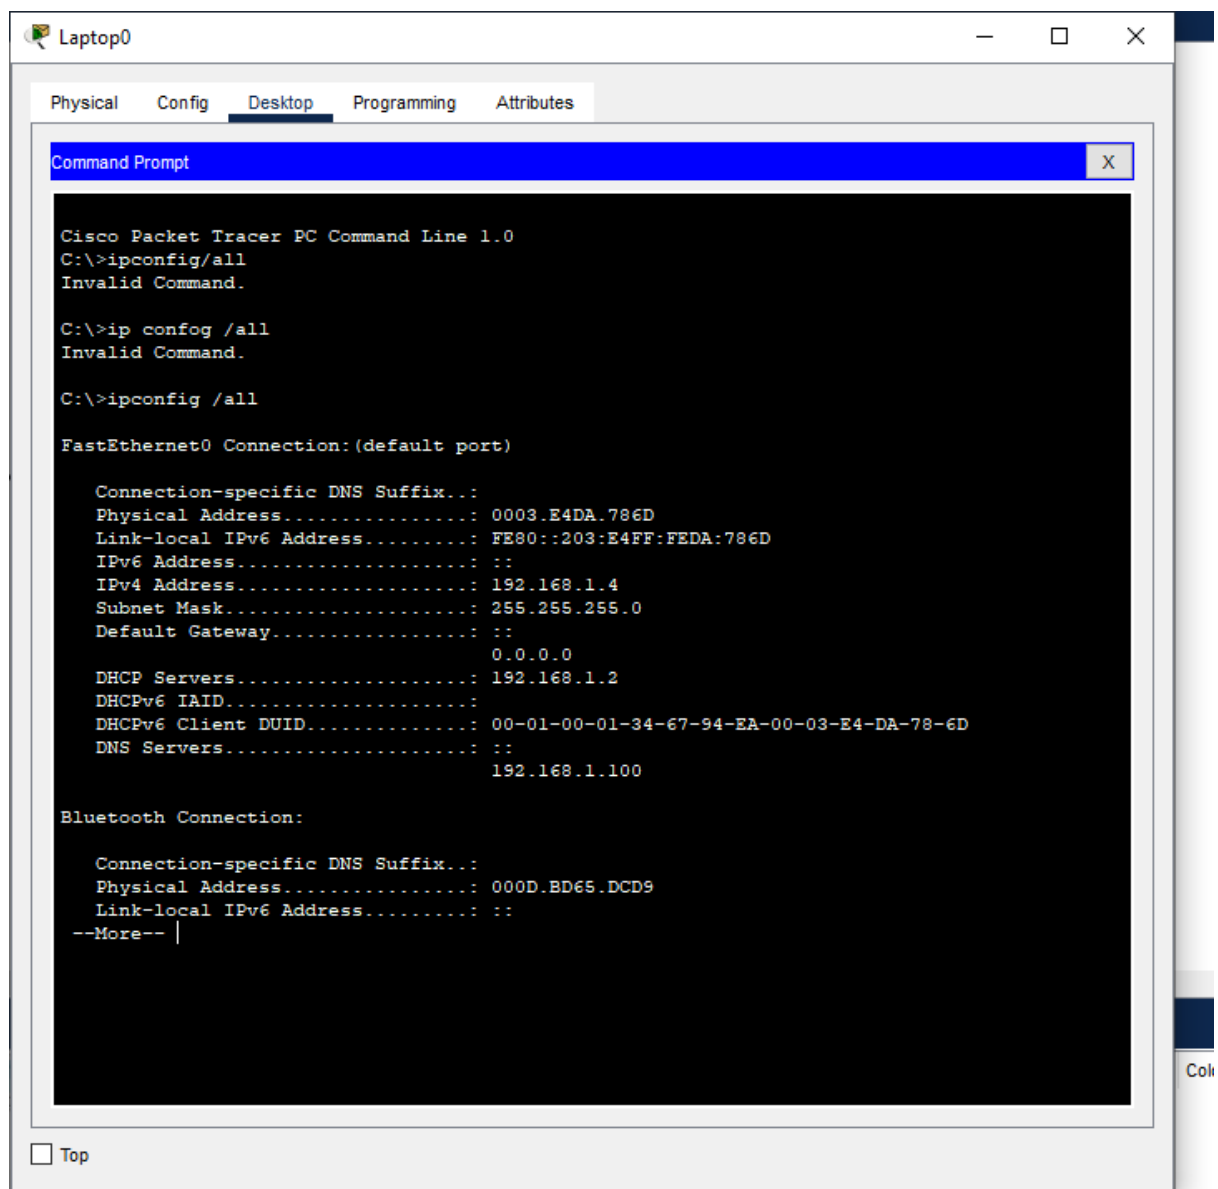 Laptop0
Physical Config Desktop Programming Attributes
Command Prompt X
Cisco Packet Tracer PC Command Line 1.0
C:\>ipconfig/all
Invalid Command.
C:\>ip confog /all
Invalid Command.
C:\>ipconfig /all
FastEthernet0 Connection:(default port)
Connection-specific DNS Suffix..:
Physical Address................: 0003.E4DA.786D
Link-local IPv6 Address.........: FE80::203:E4FF:FEDA:786D
IPv6 Address....................: ::
IPv4 Address....................: 192.168.1.4
Subnet Mask.....................: 255.255.255.0
Default Gateway.................: ::
0.0.0.0
DHCP Servers....................: 192.168.1.2
DHCPv6 IAID.....................:
DHCPv6 Client DUID..............: 00-01-00-01-34-67-94-EA-00-03-E4-DA-78-6D
DNS Servers.....................: ::
192.168.1.100
Bluetooth Connection:
Connection-specific DNS Suffix..:
Physical Address................: 000D.BD65.DCD9
Link-local IPv6 Address.........: ::
--More--
Top